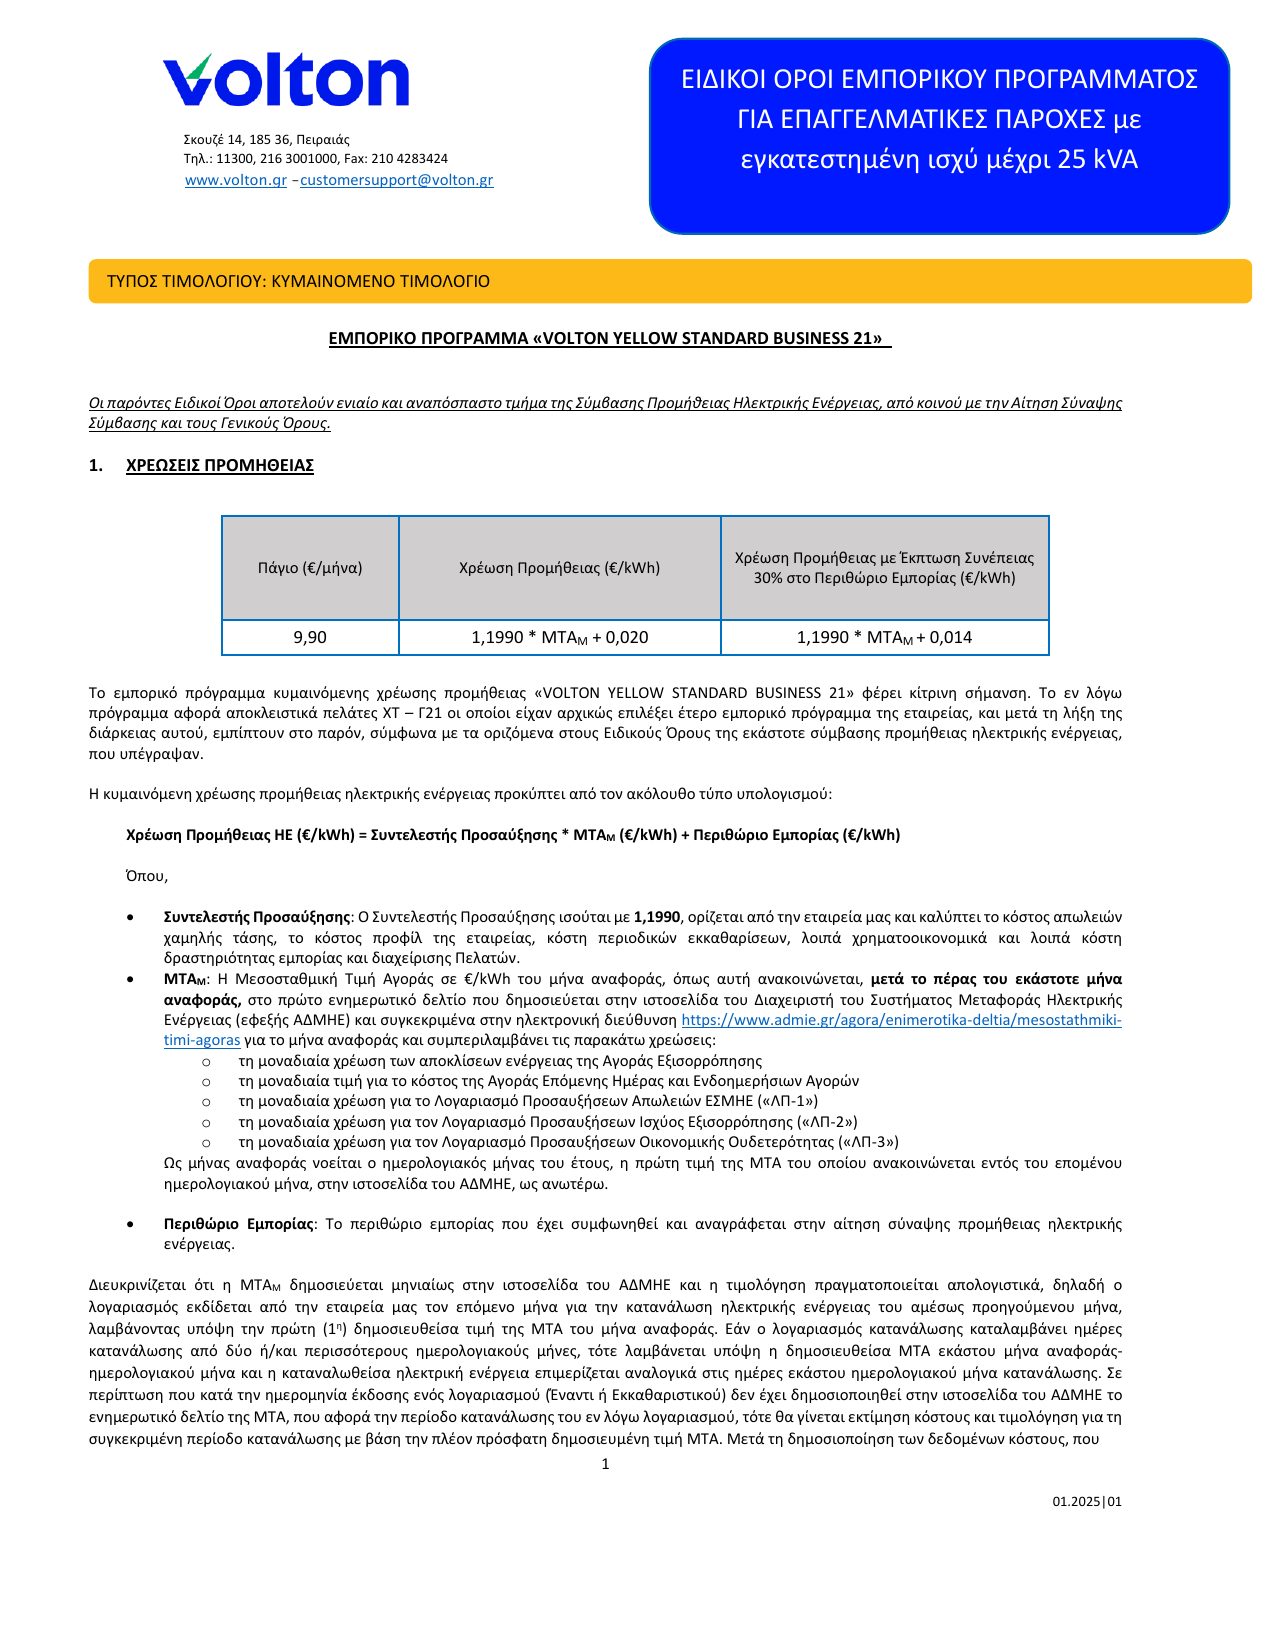 volton
ΕΙΔΙΚΟΙ ΟΡΟΙ ΕΜΠΟΡΙΚΟΥ ΠΡΟΓΡΑΜΜΑΤΟΣ
ΓΙΑ ΕΠΑΓΓΕΛΜΑΤΙΚΕΣ ΠΑΡΟΧΕΣ με
εγκατεστημένη ισχύ μέχρι 25 kVA
Σκουζέ 14, 185 36, Πειραιάς
Τηλ.: 11300, 216 3001000, Fax: 210 4283424
www.volton.gr –customersupport@volton.gr
ΤΥΠΟΣ ΤΙΜΟΛΟΓΙΟΥ: ΚΥΜΑΙΝΟΜΕΝΟ ΤΙΜΟΛΟΓΙΟ
ΕΜΠΟΡΙΚΟ ΠΡΟΓΡΑΜΜΑ «VOLTON YELLOW STANDARD BUSINESS 21»
Οι παρόντες Ειδικοί Όροι αποτελούν ενιαίο και αναπόσπαστο τμήμα της Σύμβασης Προμήθειας Ηλεκτρικής Ενέργειας, από κοινού με την Αίτηση Σύναψης
Σύμβασης και τους Γενικούς Όρους.
1. ΧΡΕΩΣΕΙΣ ΠΡΟΜΗΘΕΙΑΣ
Πάγιο (€/μήνα)
Χρέωση Προμήθειας (€/kWh)
Χρέωση Προμήθειας με Έκπτωση Συνέπειας
30% στο Περιθώριο Εμπορίας (€/kWh)
9,90
1,1990 * ΜΤΑΜ + 0,020
1,1990 * ΜΤΑΜ + 0,014
Το εμπορικό πρόγραμμα κυμαινόμενης χρέωσης προμήθειας «VOLTON YELLOW STANDARD BUSINESS 21» φέρει κίτρινη σήμανση. Το εν λόγω
πρόγραμμα αφορά αποκλειστικά πελάτες ΧΤ – Γ21 οι οποίοι είχαν αρχικώς επιλέξει έτερο εμπορικό πρόγραμμα της εταιρείας, και μετά τη λήξη της
διάρκειας αυτού, εμπίπτουν στο παρόν, σύμφωνα με τα οριζόμενα στους Ειδικούς Όρους της εκάστοτε σύμβασης προμήθειας ηλεκτρικής ενέργειας,
που υπέγραψαν.
Η κυμαινόμενη χρέωσης προμήθειας ηλεκτρικής ενέργειας προκύπτει από τον ακόλουθο τύπο υπολογισμού:
Χρέωση Προμήθειας ΗΕ (€/kWh) = Συντελεστής Προσαύξησης * ΜΤΑΜ (€/kWh) + Περιθώριο Εμπορίας (€/kWh)
Όπου,
• Συντελεστής Προσαύξησης: Ο Συντελεστής Προσαύξησης ισούται με 1,1990, ορίζεται από την εταιρεία μας και καλύπτει το κόστος απωλειών
χαμηλής τάσης, το κόστος προφίλ της εταιρείας, κόστη περιοδικών εκκαθαρίσεων, λοιπά χρηματοοικονομικά και λοιπά κόστη
δραστηριότητας εμπορίας και διαχείρισης Πελατών.
• ΜΤΑΜ: Η Μεσοσταθμική Τιμή Αγοράς σε €/kWh του μήνα αναφοράς, όπως αυτή ανακοινώνεται, μετά το πέρας του εκάστοτε μήνα
αναφοράς, στο πρώτο ενημερωτικό δελτίο που δημοσιεύεται στην ιστοσελίδα του Διαχειριστή του Συστήματος Μεταφοράς Ηλεκτρικής
Ενέργειας (εφεξής ΑΔΜΗΕ) και συγκεκριμένα στην ηλεκτρονική διεύθυνση https://www.admie.gr/agora/enimerotika-deltia/mesostathmiki-
timi-agoras για το μήνα αναφοράς και συμπεριλαμβάνει τις παρακάτω χρεώσεις:
o τη μοναδιαία χρέωση των αποκλίσεων ενέργειας της Αγοράς Εξισορρόπησης
o τη μοναδιαία τιμή για το κόστος της Αγοράς Επόμενης Ημέρας και Ενδοημερήσιων Αγορών
o τη μοναδιαία χρέωση για το Λογαριασμό Προσαυξήσεων Απωλειών ΕΣΜΗΕ («ΛΠ-1»)
o τη μοναδιαία χρέωση για τον Λογαριασμό Προσαυξήσεων Ισχύος Εξισορρόπησης («ΛΠ-2»)
o τη μοναδιαία χρέωση για τον Λογαριασμό Προσαυξήσεων Οικονομικής Ουδετερότητας («ΛΠ-3»)
Ως μήνας αναφοράς νοείται ο ημερολογιακός μήνας του έτους, η πρώτη τιμή της ΜΤΑ του οποίου ανακοινώνεται εντός του επομένου
ημερολογιακού μήνα, στην ιστοσελίδα του ΑΔΜΗΕ, ως ανωτέρω.
• Περιθώριο Εμπορίας: Το περιθώριο εμπορίας που έχει συμφωνηθεί και αναγράφεται στην αίτηση σύναψης προμήθειας ηλεκτρικής
ενέργειας.
Διευκρινίζεται ότι η ΜΤΑΜ δημοσιεύεται μηνιαίως στην ιστοσελίδα του ΑΔΜΗΕ και η τιμολόγηση πραγματοποιείται απολογιστικά, δηλαδή ο
λογαριασμός εκδίδεται από την εταιρεία μας τον επόμενο μήνα για την κατανάλωση ηλεκτρικής ενέργειας του αμέσως προηγούμενου μήνα,
λαμβάνοντας υπόψη την πρώτη (1η) δημοσιευθείσα τιμή της ΜΤΑ του μήνα αναφοράς. Εάν ο λογαριασμός κατανάλωσης καταλαμβάνει ημέρες
κατανάλωσης από δύο ή/και περισσότερους ημερολογιακούς μήνες, τότε λαμβάνεται υπόψη η δημοσιευθείσα ΜΤΑ εκάστου μήνα αναφοράς-
ημερολογιακού μήνα και η καταναλωθείσα ηλεκτρική ενέργεια επιμερίζεται αναλογικά στις ημέρες εκάστου ημερολογιακού μήνα κατανάλωσης. Σε
περίπτωση που κατά την ημερομηνία έκδοσης ενός λογαριασμού (Έναντι ή Εκκαθαριστικού) δεν έχει δημοσιοποιηθεί στην ιστοσελίδα του ΑΔΜΗΕ το
ενημερωτικό δελτίο της ΜΤΑ, που αφορά την περίοδο κατανάλωσης του εν λόγω λογαριασμού, τότε θα γίνεται εκτίμηση κόστους και τιμολόγηση για τη
συγκεκριμένη περίοδο κατανάλωσης με βάση την πλέον πρόσφατη δημοσιευμένη τιμή ΜΤΑ. Μετά τη δημοσιοποίηση των δεδομένων κόστους, που
1
01.2025|01